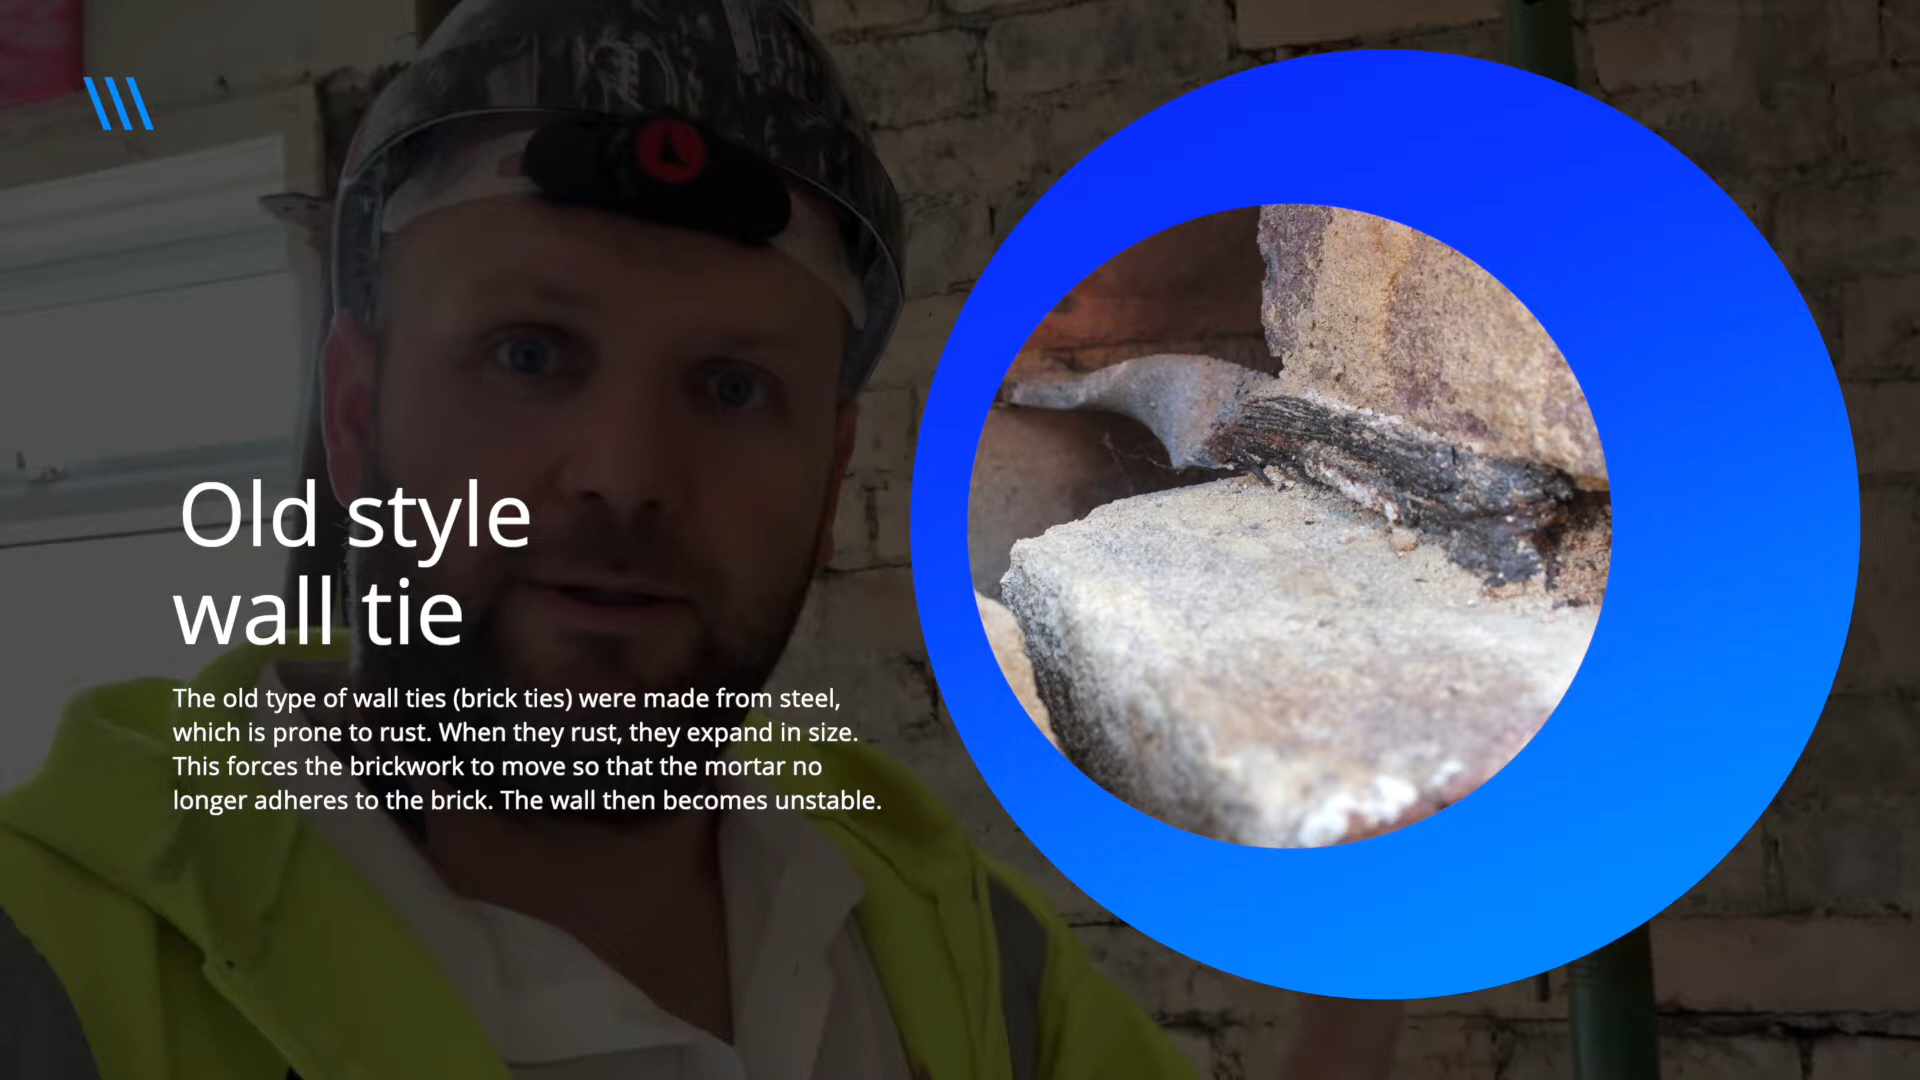 Old style
wall tie
The old type of wall ties (brick ties) were made from steel,
which is prone to rust. When they rust, they expand in size.
This forces the brickwork to move so that the mortar no
longer adheres to the brick. The wall then becomes unstable.